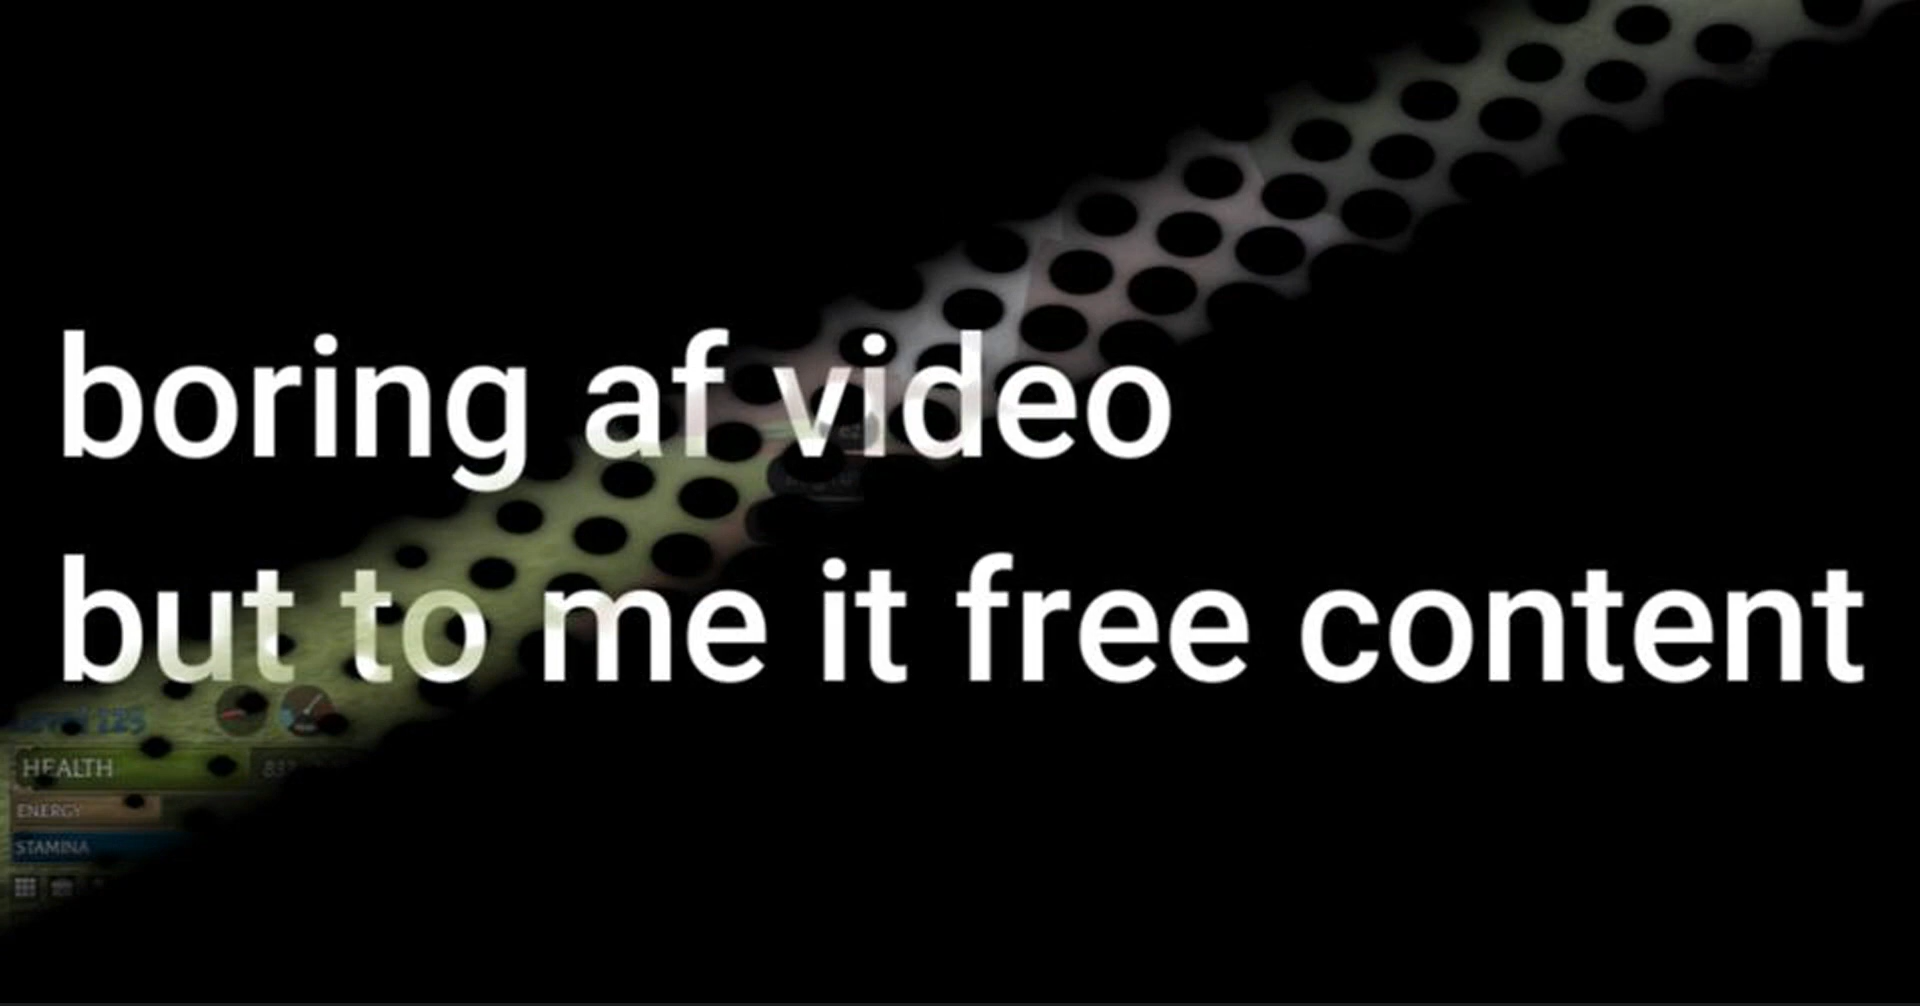 boring af video
but to me it free content
HEALTH
ENERGY
STAMINA